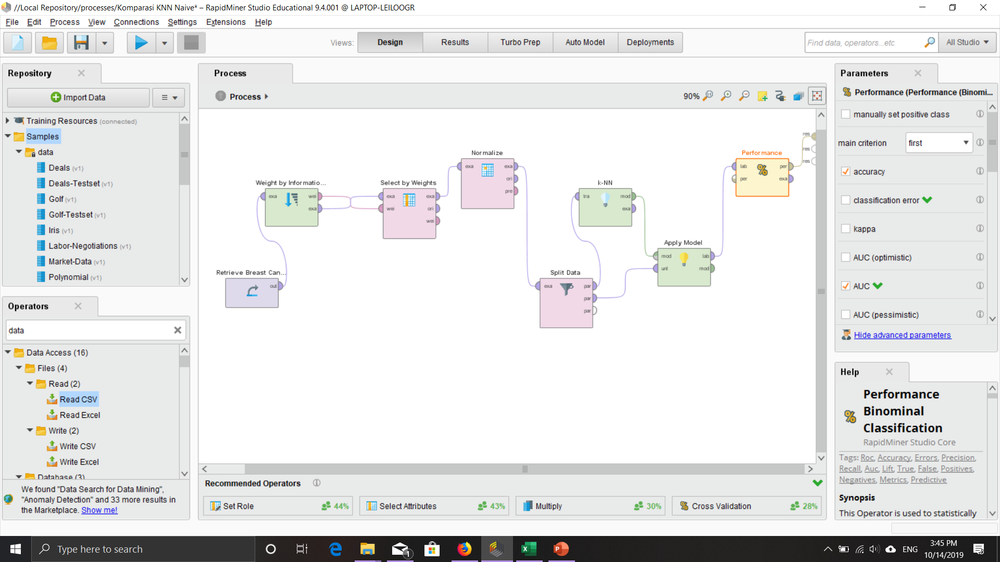 //Local Repository/processes/Komparasi KNN Naive* – RapidMiner Studio Educational 9.4.001 @ LAPTOP-LEILOOGR
File Edit Process View Connections Settings Extensions Help
Views: Design Results Turbo Prep Auto Model Deployments
Find data, operators...etc
All Studio
Repository
Import Data
Training Resources (connected)
Samples
data
Deals (v1)
Deals-Testset (v1)
Golf (v1)
Golf-Testset (v1)
Iris (v1)
Labor-Negotiations (v1)
Market-Data (v1)
Polynomial (v1)
Operators
data
Data Access (16)
Files (4)
Read (2)
Read CSV
Read Excel
Write (2)
Write CSV
Write Excel
Database (3)
We found "Data Search for Data Mining",
"Anomaly Detection" and 33 more results in
the Marketplace. Show me!
Process
Process
90%
Retrieve Breast Can...
out
Weight by Informatio...
exa wei
exa
Select by Weights
exa exa
wei ori
wei
Normalize
exa exa
ori
pre
Split Data
exa par
par
par
k-NN
tra mod
exa
Apply Model
mod lab
unl mod
Performance
lab per
per exa
res
res
res
Recommended Operators
Set Role 44%
Select Attributes 43%
Multiply 30%
Cross Validation 28%
Parameters
Performance (Performance (Binomi...
manually set positive class
main criterion first
accuracy
classification error
kappa
AUC (optimistic)
AUC
AUC (pessimistic)
Hide advanced parameters
Help
Performance
Binominal
Classification
RapidMiner Studio Core
Tags: Roc, Accuracy, Errors, Precision,
Recall, Auc, Lift, True, False, Positives,
Negatives, Metrics, Predictive
Synopsis
This Operator is used to statistically
Type here to search
1
ENG
3:45 PM
10/14/2019